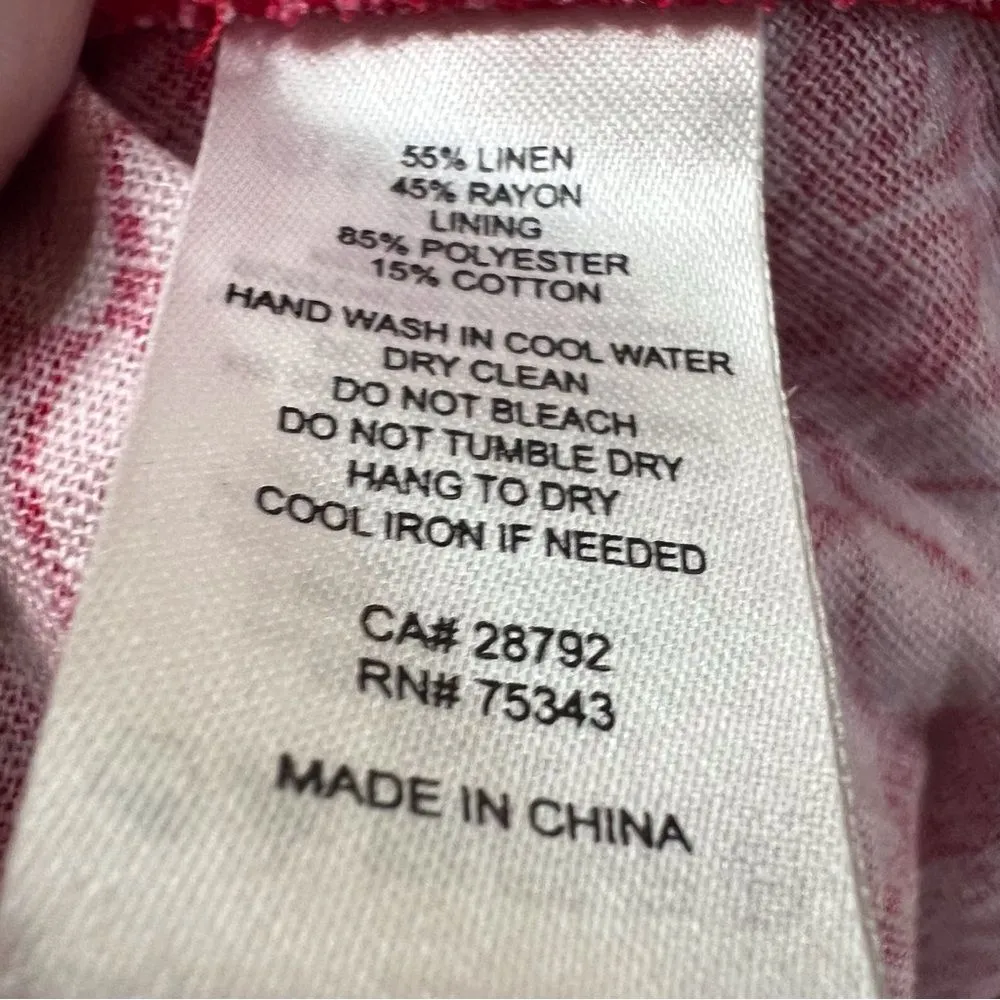 55% LINEN
45% RAYON
LINING
85% POLYESTER
15% COTTON
HAND WASH IN COOL WATER
DRY CLEAN
DO NOT BLEACH
DO NOT TUMBLE DRY
HANG TO DRY
COOL IRON IF NEEDED
CA# 28792
RN# 75343
MADE IN CHINA